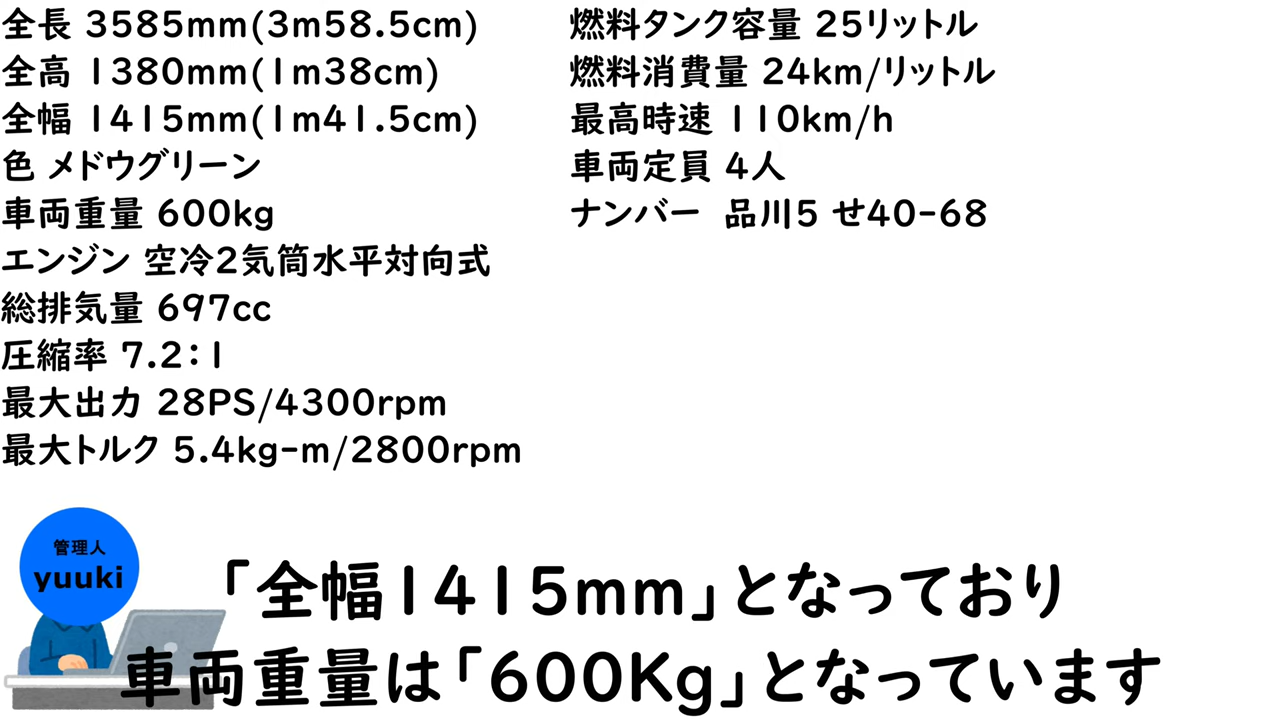 全長 3585mm(3m58.5cm)
全高 1380mm(1m38cm)
全幅 1415mm(1m41.5cm)
色 メドウグリーン
車両重量 600kg
エンジン 空冷2気筒水平対向式
総排気量 697cc
圧縮率 7.2:1
最大出力 28PS/4300rpm
最大トルク 5.4kg-m/2800rpm
燃料タンク容量 25リットル
燃料消費量 24km/リットル
最高時速 110km/h
車両定員 4人
ナンバー 品川5 せ40-68
管理人
yuuki
「全幅1415mm」となっており
車両重量は「600Kg」となっています